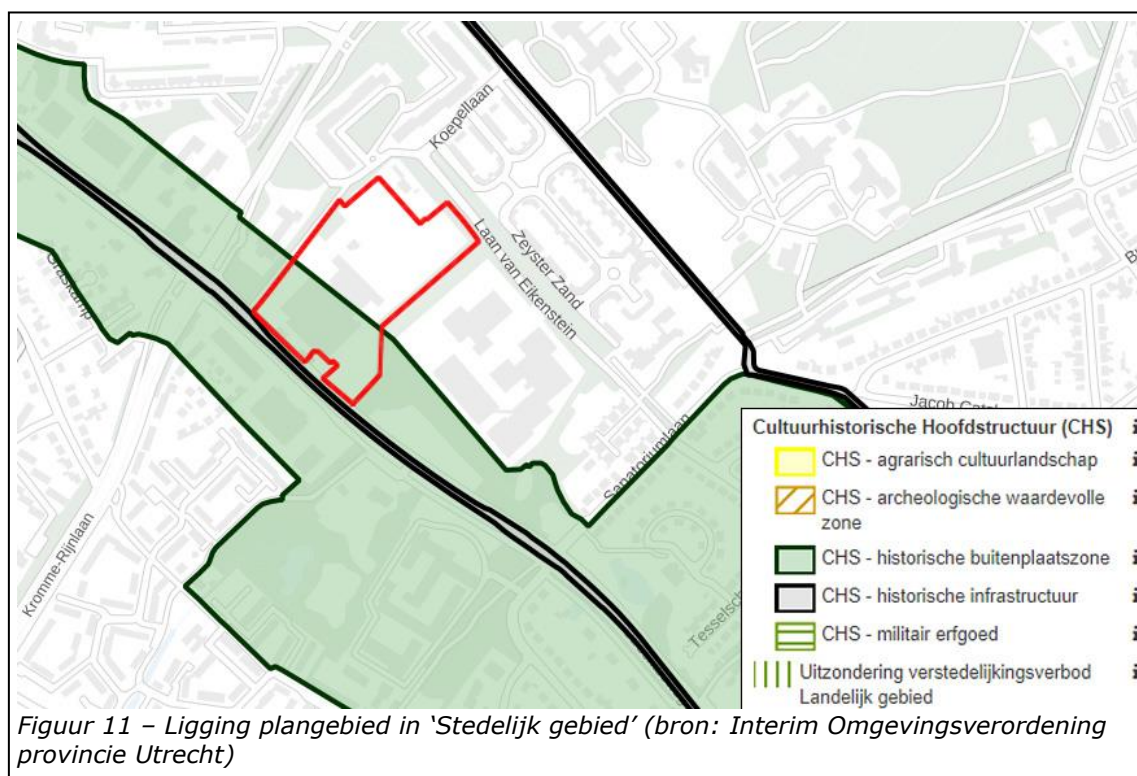 Koepellaan
Laan van Eikenstein
Zeyster Zand
Graskamp
Kromme-Rijnlaan
Sanatoriumlaan
Jacob Cats
Tesselsch
Cultuurhistorische Hoofdstructuur (CHS)
CHS - agrarisch cultuurlandschap
CHS - archeologische waardevolle
zone
CHS - historische buitenplaatszone
CHS - historische infrastructuur
CHS - militair erfgoed
Uitzondering verstedelijkingsverbod
Landelijk gebied
Figuur 11 – Ligging plangebied in ‘Stedelijk gebied’ (bron: Interim Omgevingsverordening
provincie Utrecht)